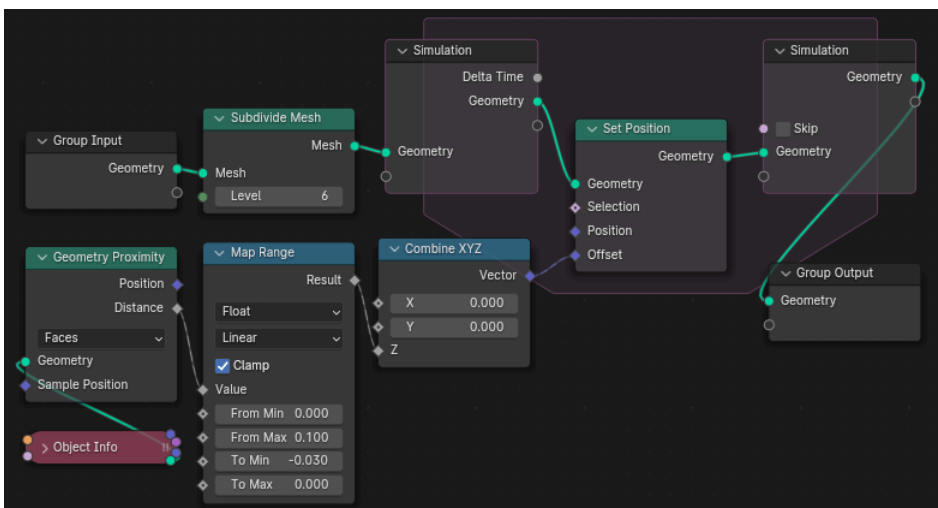 Group Input
Geometry
Subdivide Mesh
Mesh
Mesh
Level 6
Simulation
Delta Time
Geometry
Geometry
Set Position
Geometry
Geometry
Selection
Position
Offset
Simulation
Geometry
Skip
Geometry
Group Output
Geometry
Geometry Proximity
Position
Distance
Faces
Geometry
Sample Position
Object Info
Map Range
Result
Float
Linear
Clamp
Value
From Min 0.000
From Max 0.100
To Min -0.030
To Max 0.000
Combine XYZ
Vector
X 0.000
Y 0.000
Z